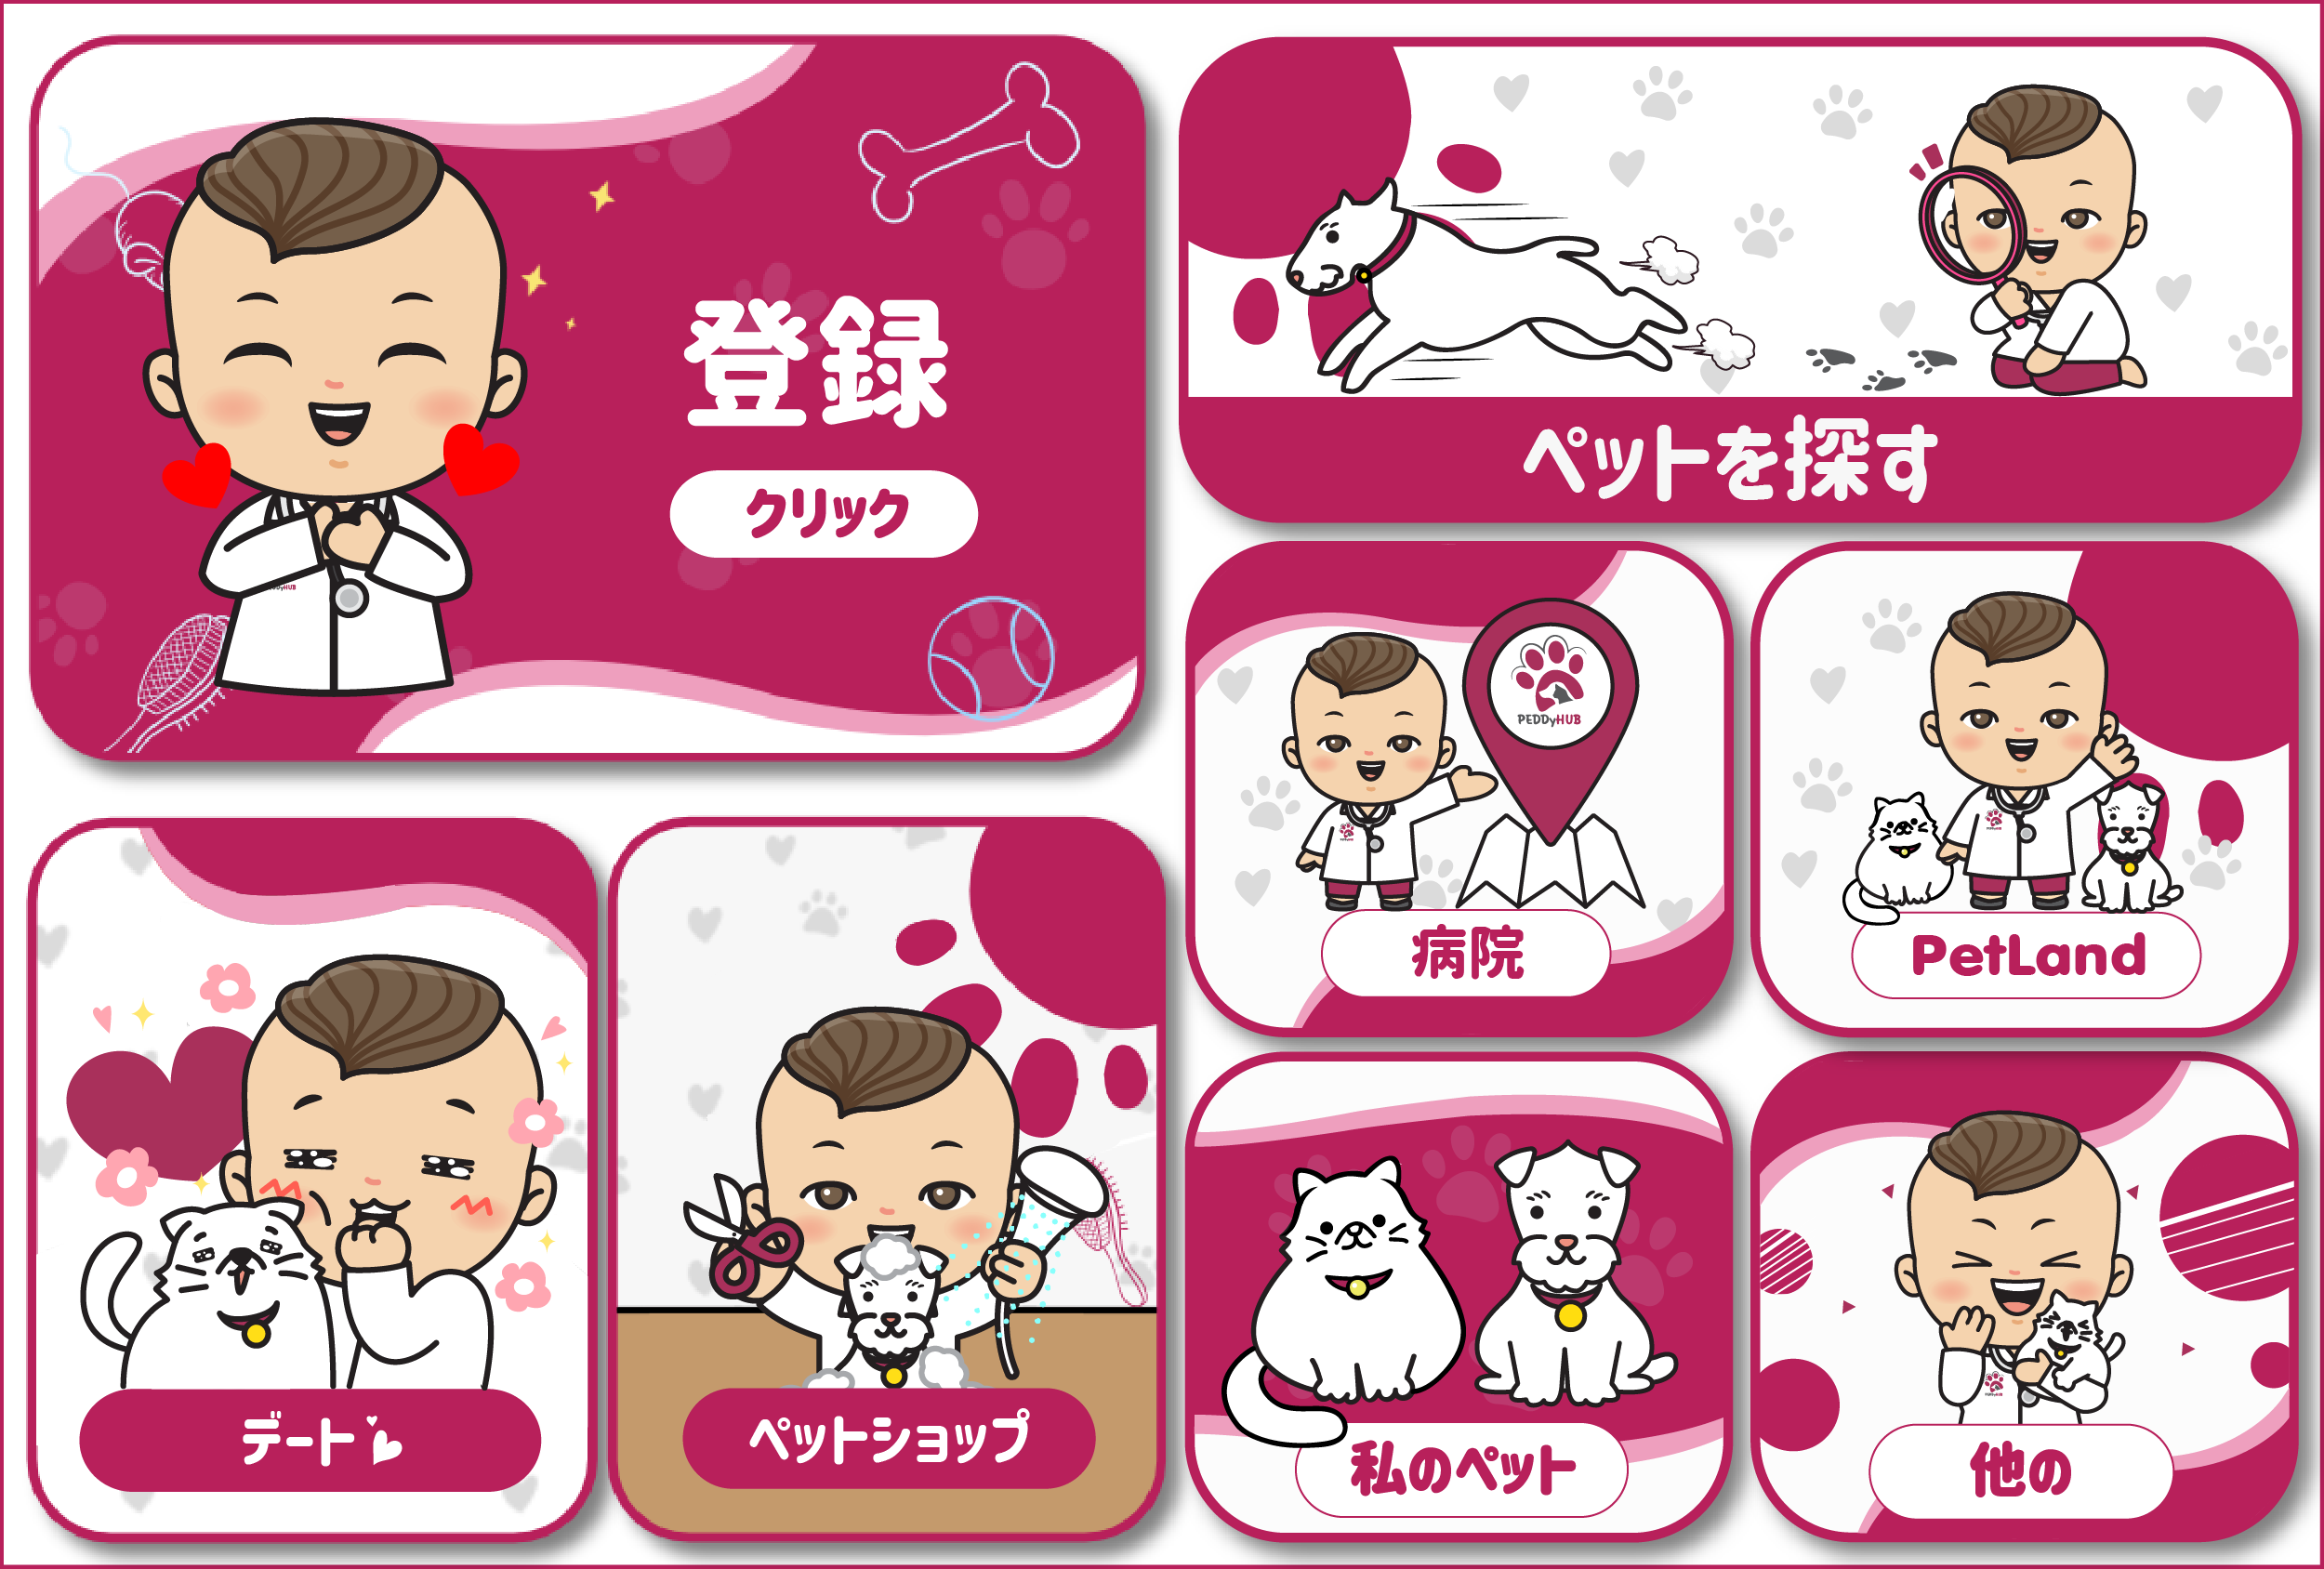 登録
クリック
ペットを探す
PEDDyHUB
病院
PetLand
デート
ペットショップ
私のペット
他の